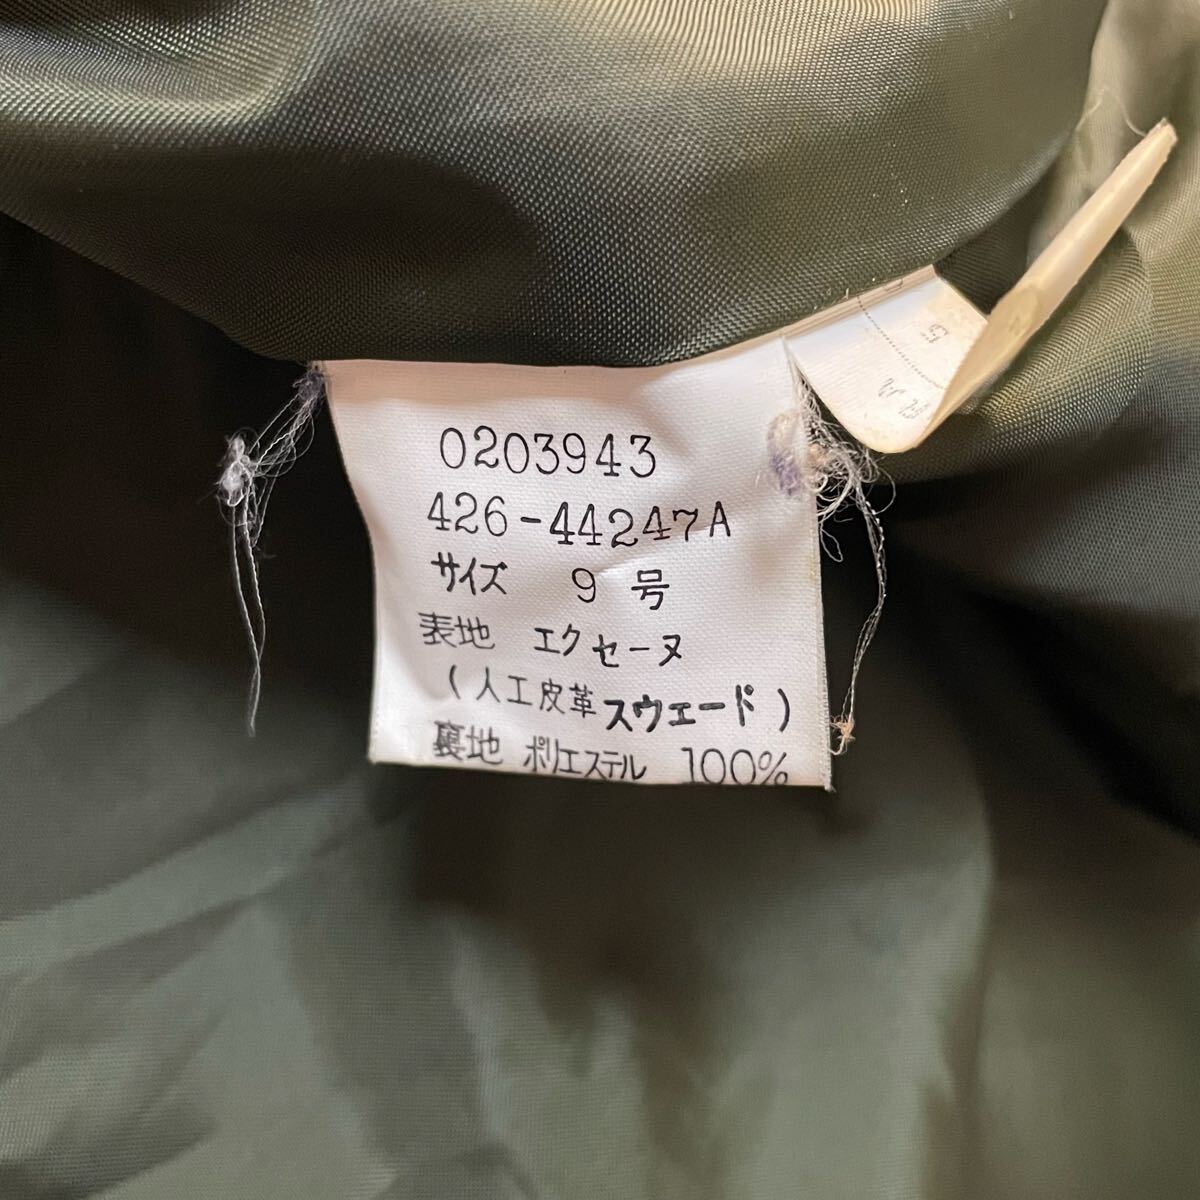 0203943
426-44247A
サイズ 9号
表地 エクセーヌ
(人工皮革スウェード)
裏地 ポリエステル 100%